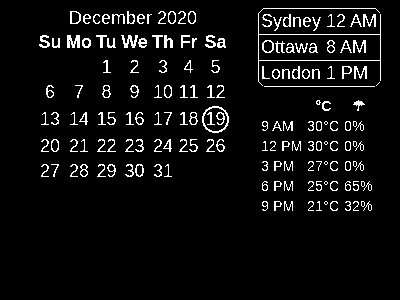 December 2020
Su Mo Tu We Th Fr Sa
1 2 3 4 5
6 7 8 9 10 11 12
13 14 15 16 17 18 19
20 21 22 23 24 25 26
27 28 29 30 31
Sydney 12 AM
Ottawa 8 AM
London 1 PM
°C ☂
9 AM 30°C 0%
12 PM 30°C 0%
3 PM 27°C 0%
6 PM 25°C 65%
9 PM 21°C 32%